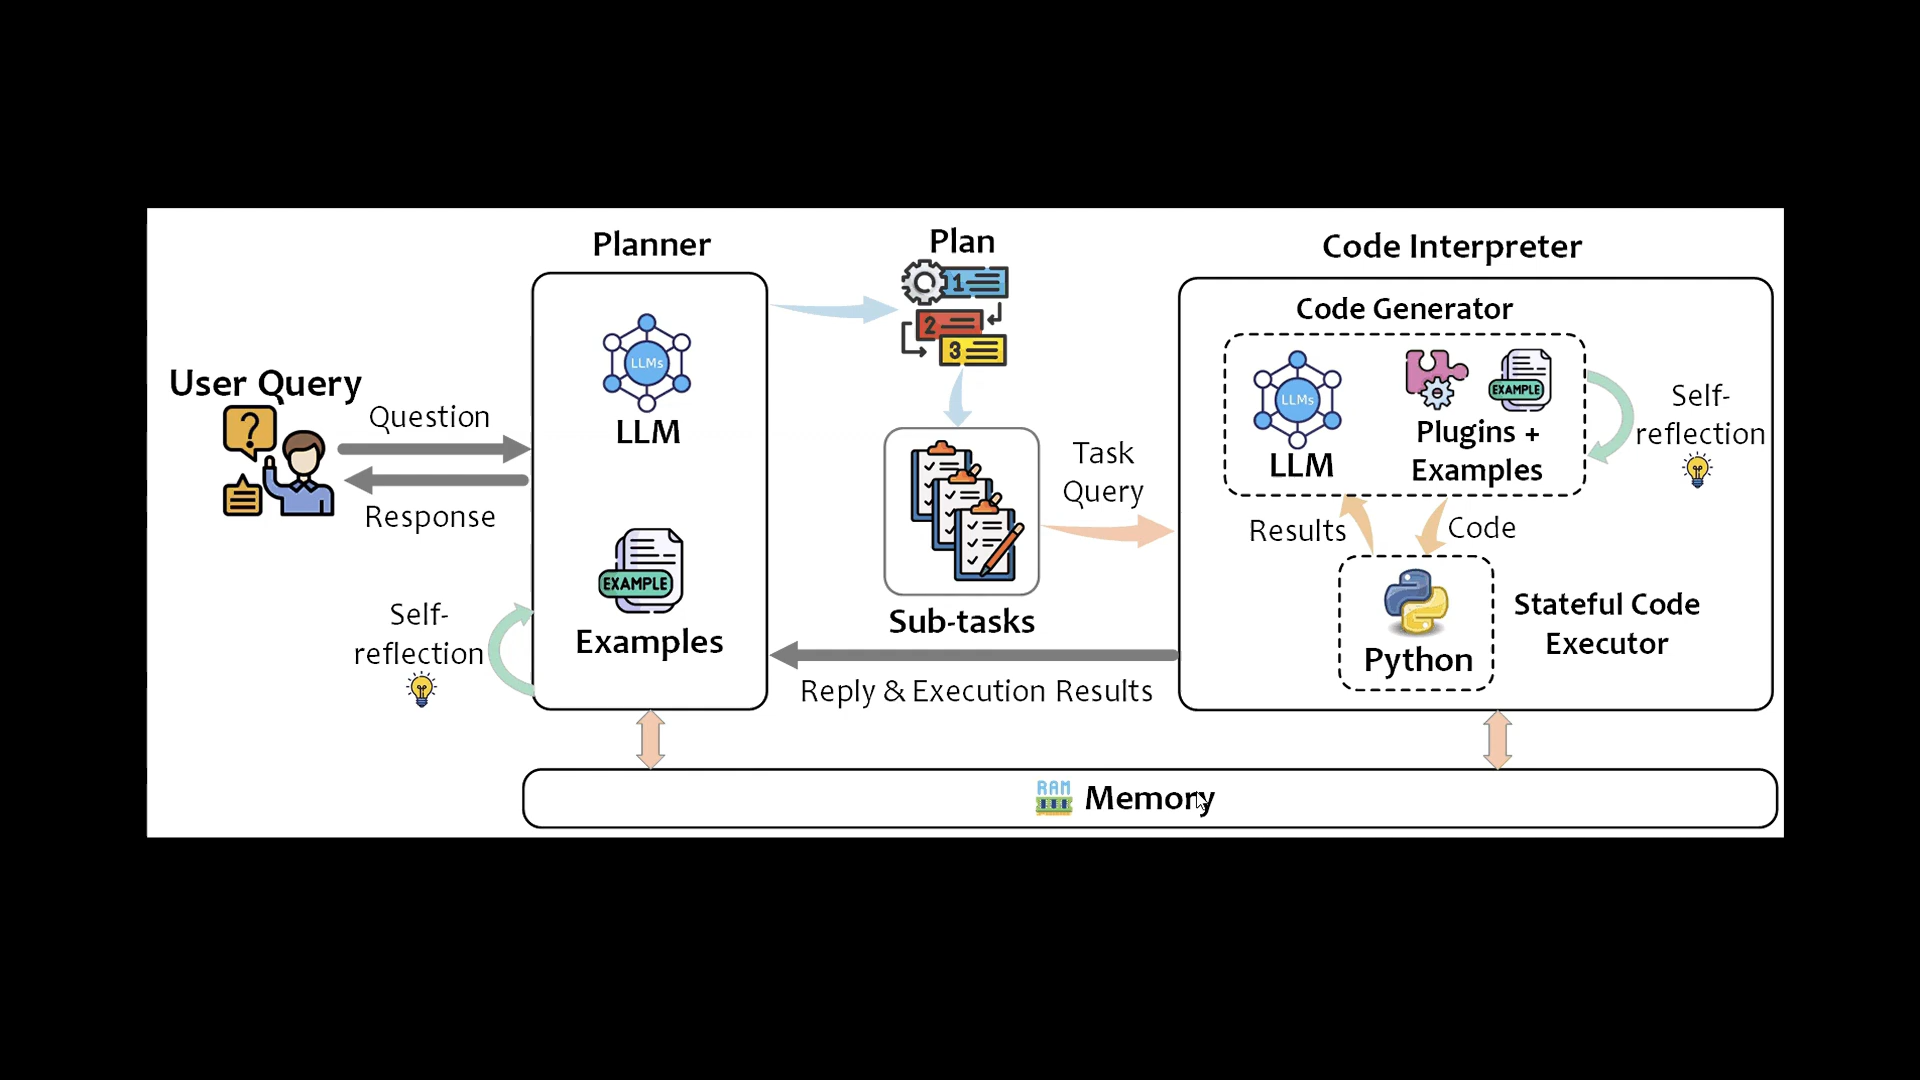 Planner
Plan
Code Interpreter
Code Generator
1
2
3
LLMs
LLM
User Query
?
Question
Response
Task
Query
LLMs
LLM
EXAMPLE
Plugins +
Examples
Self-
reflection
Results
Code
EXAMPLE
Examples
Self-
reflection
Sub-tasks
Python
Stateful Code
Executor
Reply & Execution Results
RAM
Memory